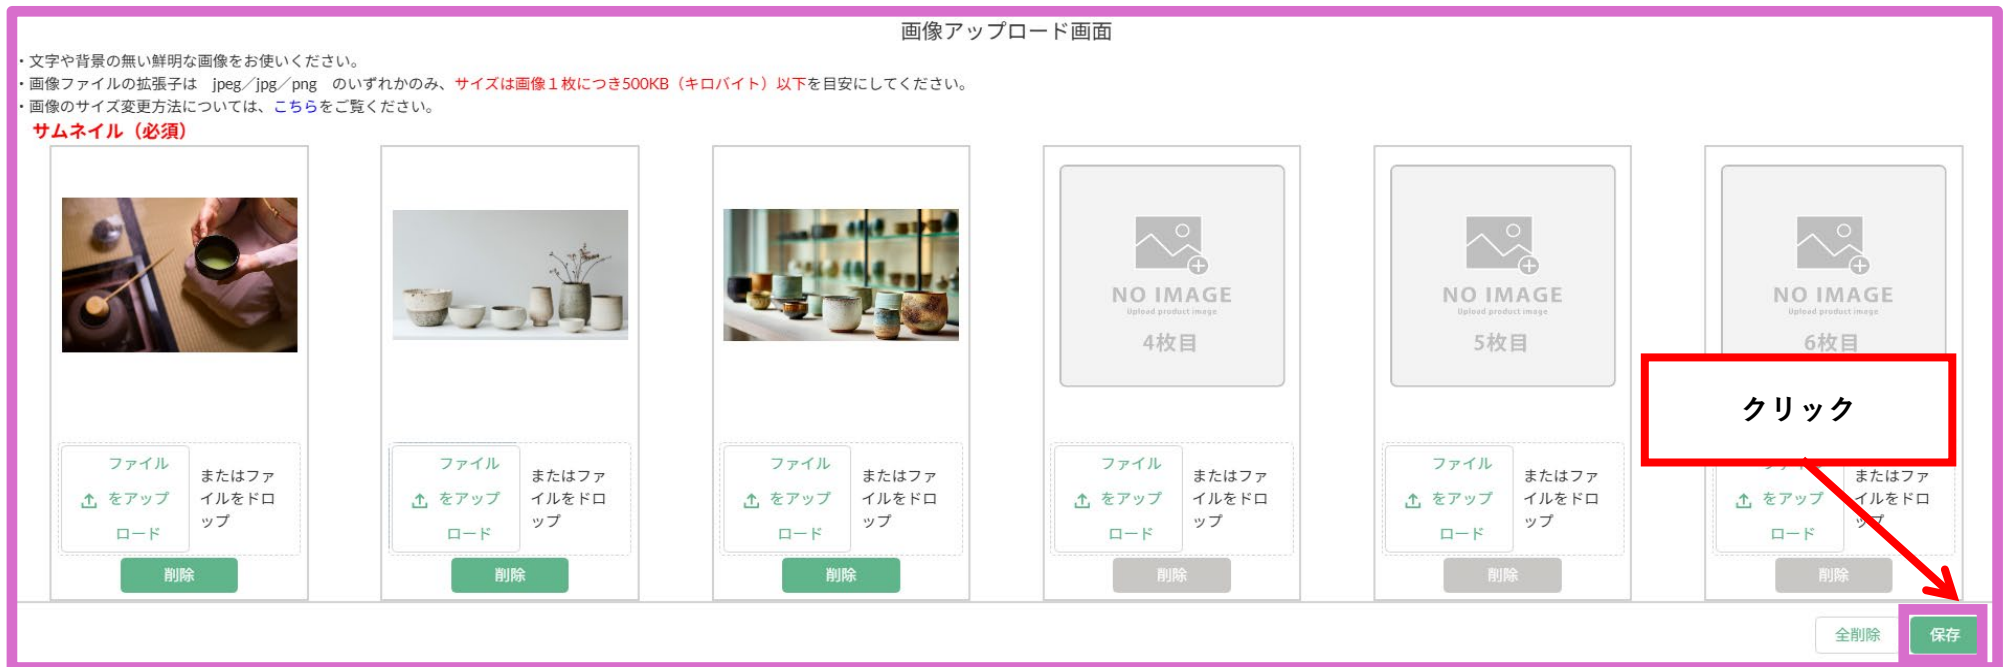 画像アップロード画面
・文字や背景の無い鮮明な画像をお使いください。
・画像ファイルの拡張子は　jpeg／jpg／png　のいずれかのみ、サイズは画像１枚につき500KB（キロバイト）以下を目安にしてください。
・画像のサイズ変更方法については、こちらをご覧ください。
サムネイル（必須）
NO IMAGE
Upload product image
4枚目
NO IMAGE
Upload product image
5枚目
NO IMAGE
Upload product image
6枚目
クリック
ファイル
をアップ
ロード
またはファ
イルをドロ
ップ
削除
ファイル
をアップ
ロード
またはファ
イルをドロ
ップ
削除
ファイル
をアップ
ロード
またはファ
イルをドロ
ップ
削除
ファイル
をアップ
ロード
またはファ
イルをドロ
ップ
削除
ファイル
をアップ
ロード
またはファ
イルをドロ
ップ
削除
をアップ
ロード
またはファ
イルをドロ
ップ
削除
全削除
保存